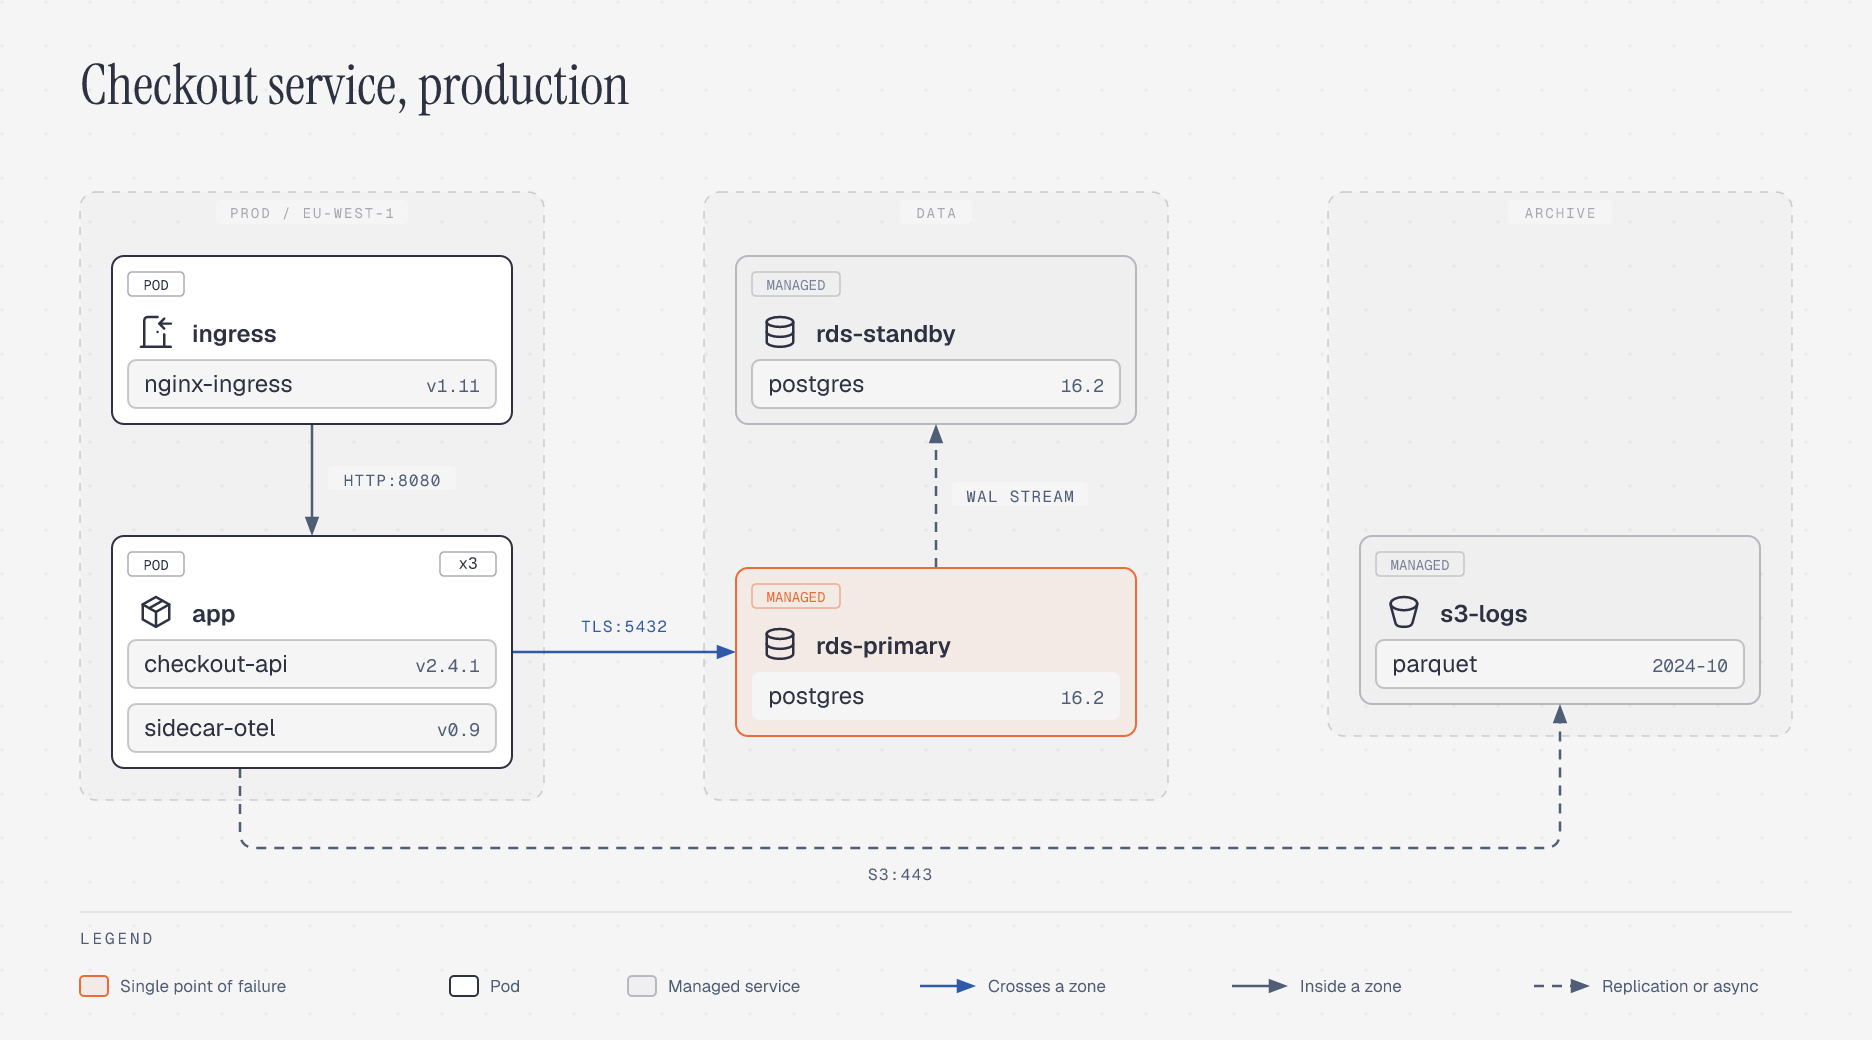 Checkout service, production
PROD / EU-WEST-1
POD
ingress
nginx-ingress v1.11
HTTP:8080
POD x3
app
checkout-api v2.4.1
sidecar-otel v0.9
TLS:5432
DATA
MANAGED
rds-standby
postgres 16.2
WAL STREAM
MANAGED
rds-primary
postgres 16.2
ARCHIVE
MANAGED
s3-logs
parquet 2024-10
S3:443
LEGEND
Single point of failure
Pod
Managed service
Crosses a zone
Inside a zone
Replication or async